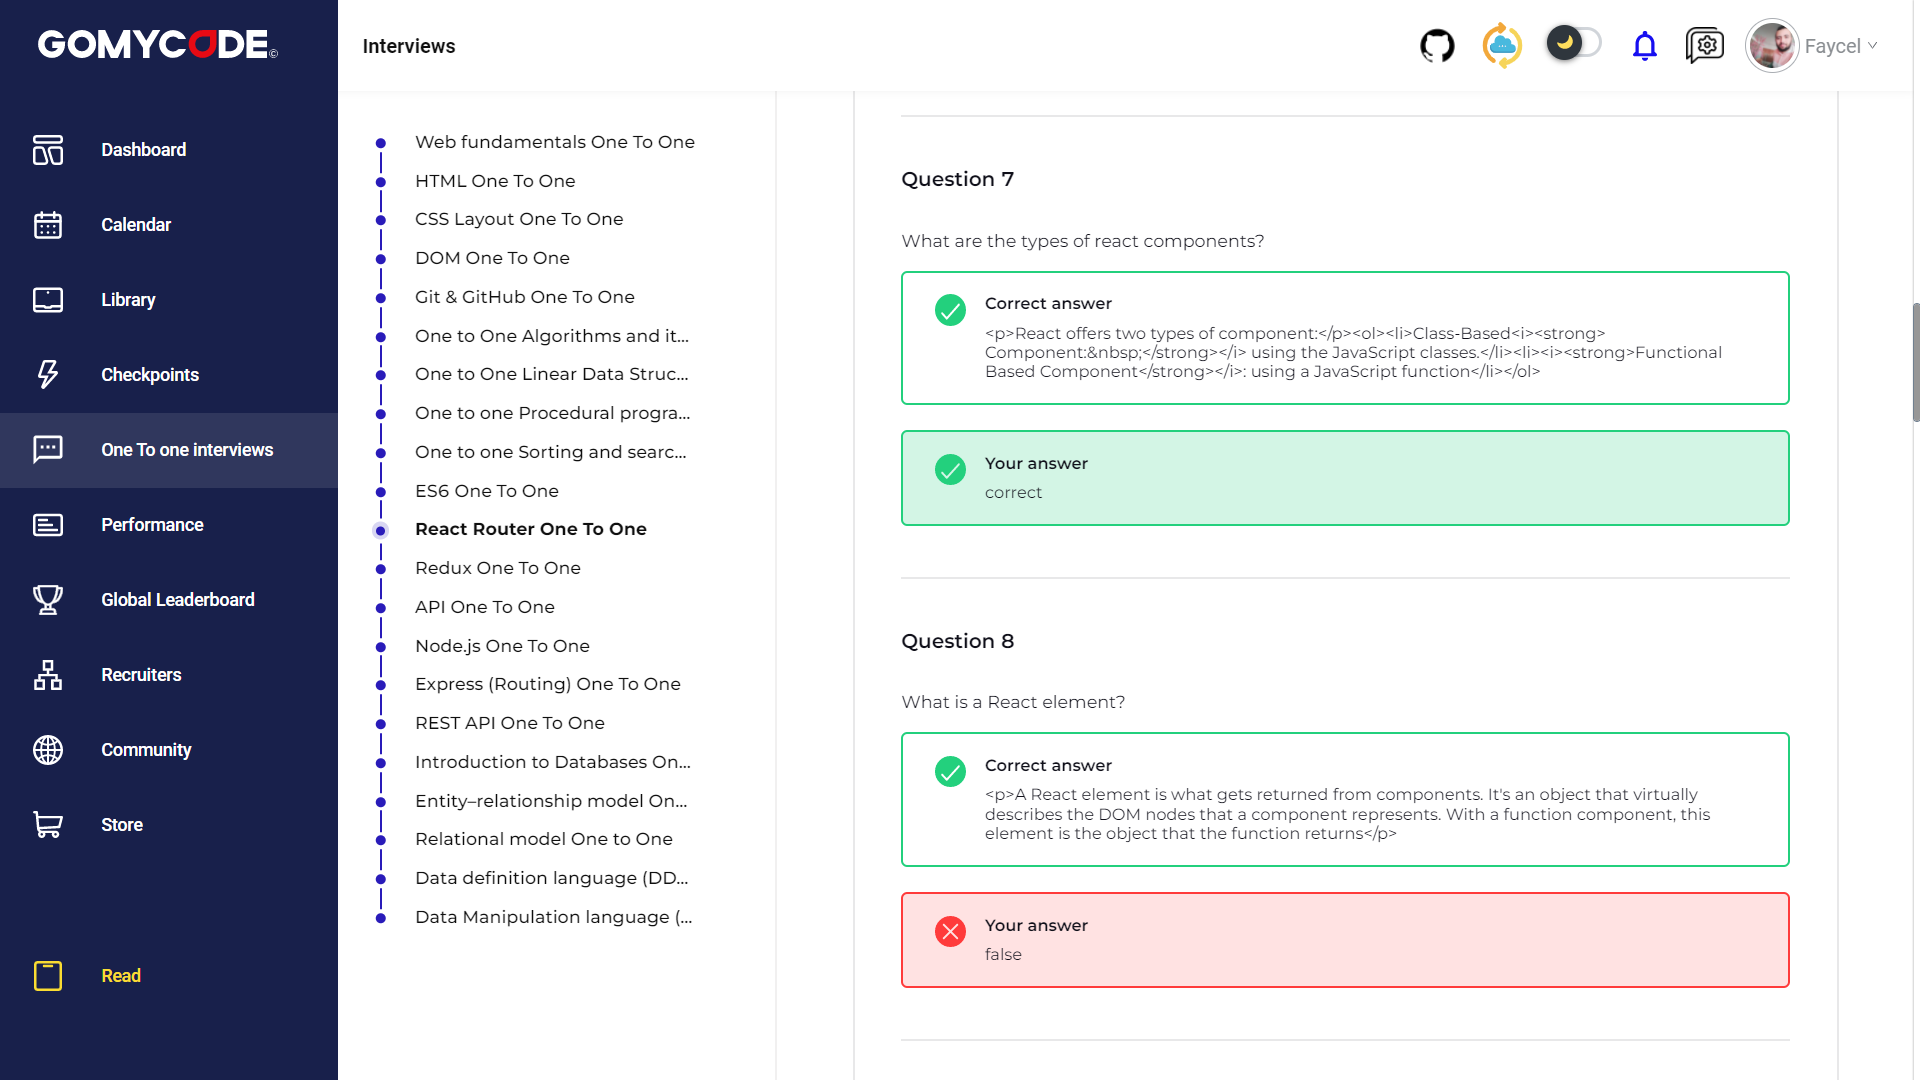 GOMYCODE©
Interviews
Faycel
Dashboard
Calendar
Library
Checkpoints
One To one interviews
Performance
Global Leaderboard
Recruiters
Community
Store
Read
Web fundamentals One To One
HTML One To One
CSS Layout One To One
DOM One To One
Git & GitHub One To One
One to One Algorithms and it...
One to One Linear Data Struc...
One to one Procedural progra...
One to one Sorting and searc...
ES6 One To One
React Router One To One
Redux One To One
API One To One
Node.js One To One
Express (Routing) One To One
REST API One To One
Introduction to Databases On...
Entity–relationship model On...
Relational model One to One
Data definition language (DD...
Data Manipulation language (...
Question 7
What are the types of react components?
Correct answer
<p>React offers two types of component:</p><ol><li>Class-Based<i><strong>
Component:&nbsp;</strong></i> using the JavaScript classes.</li><li><i><strong>Functional
Based Component</strong></i>: using a JavaScript function</li></ol>
Your answer
correct
Question 8
What is a React element?
Correct answer
<p>A React element is what gets returned from components. It's an object that virtually
describes the DOM nodes that a component represents. With a function component, this
element is the object that the function returns</p>
Your answer
false